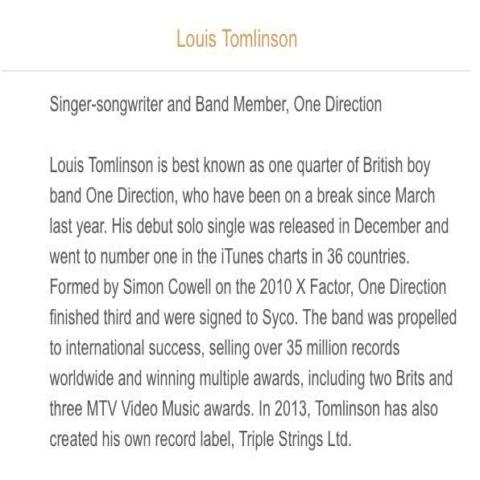 Louis Tomlinson
Singer-songwriter and Band Member, One Direction
Louis Tomlinson is best known as one quarter of British boy
band One Direction, who have been on a break since March
last year. His debut solo single was released in December and
went to number one in the iTunes charts in 36 countries.
Formed by Simon Cowell on the 2010 X Factor, One Direction
finished third and were signed to Syco. The band was propelled
to international success, selling over 35 million records
worldwide and winning multiple awards, including two Brits and
three MTV Video Music awards. In 2013, Tomlinson has also
created his own record label, Triple Strings Ltd.